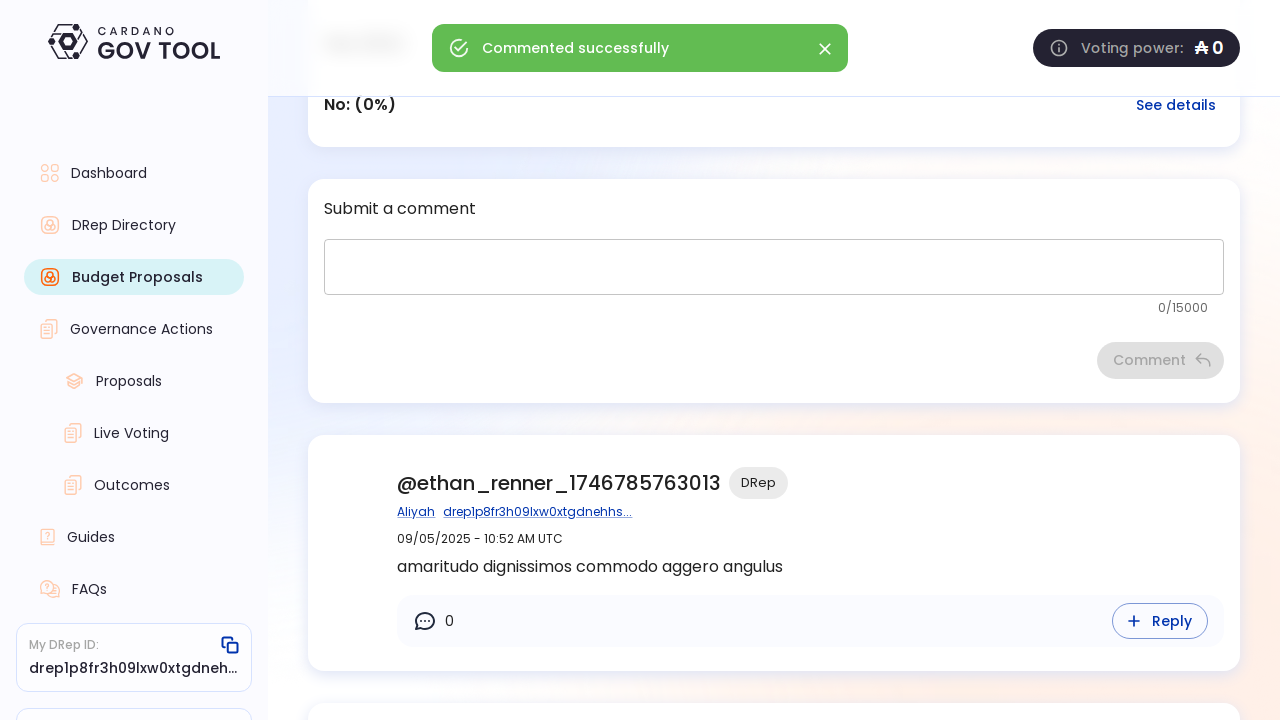 CARDANO
GOV TOOL
Dashboard
DRep Directory
Budget Proposals
Governance Actions
Proposals
Live Voting
Outcomes
Guides
FAQs
My DRep ID:
drep1p8fr3h09lxw0xtgdneh...
Commented successfully
Voting power: ₳ 0
No: (0%)
See details
Submit a comment
0/15000
Comment
@ethan_renner_1746785763013 DRep
Aliyah drep1p8fr3h09lxw0xtgdnehhs...
09/05/2025 - 10:52 AM UTC
amaritudo dignissimos commodo aggero angulus
0
Reply